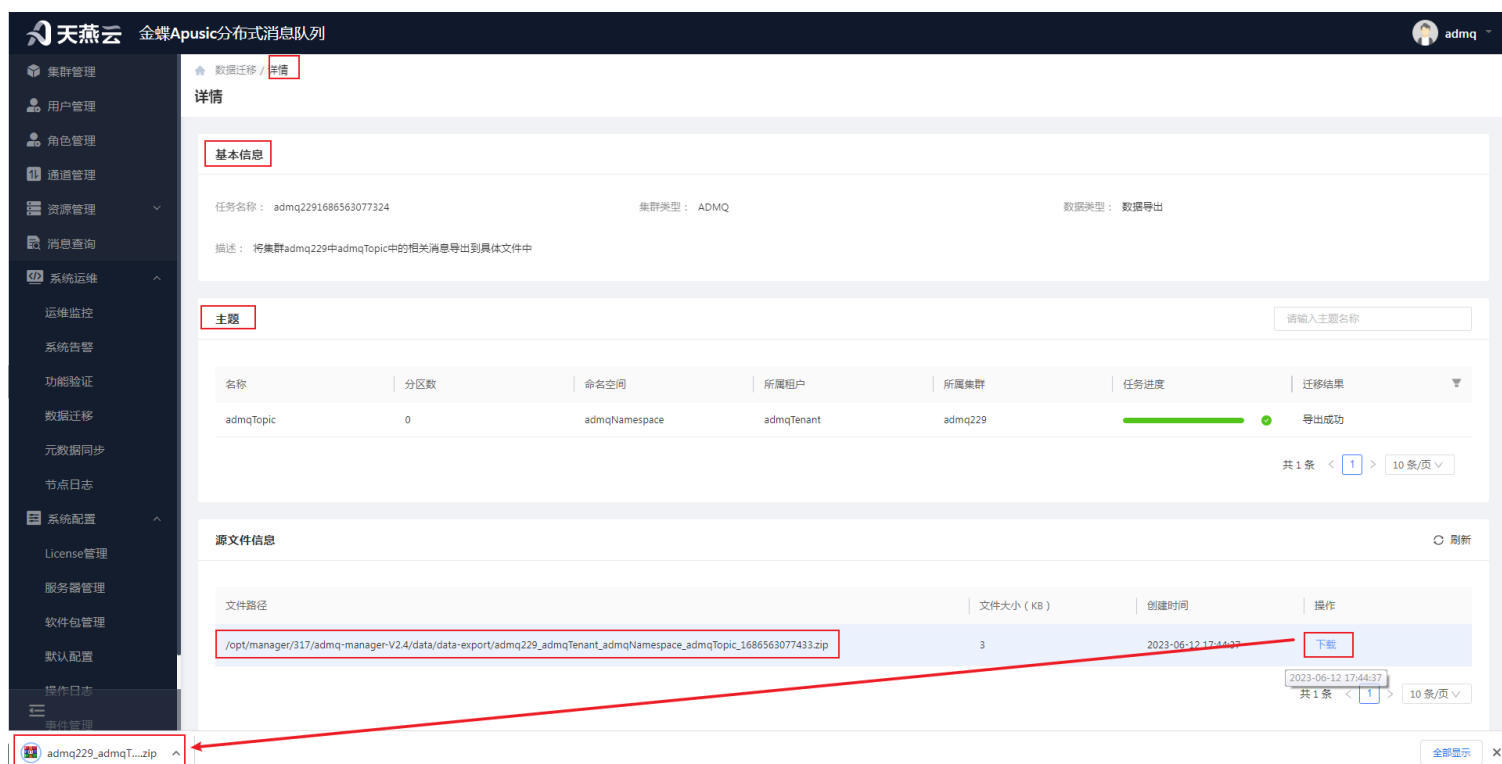 天燕云 金蝶Apusic分布式消息队列 admq
集群管理
用户管理
角色管理
通道管理
资源管理
消息查询
系统运维
运维监控
系统告警
功能验证
数据迁移
元数据同步
节点日志
系统配置
License管理
服务器管理
软件包管理
默认配置
操作日志
事件管理
数据迁移 / 详情
详情
基本信息
任务名称： admq2291686563077324 集群类型： ADMQ 数据类型： 数据导出
描述： 将集群admq229中admqTopic中的相关消息导出到具体文件中
主题 请输入主题名称
名称 分区数 命名空间 所属租户 所属集群 任务进度 迁移结果
admqTopic 0 admqNamespace admqTenant admq229 导出成功
共 1 条 < 1 > 10 条/页
源文件信息 刷新
文件路径 文件大小（KB） 创建时间 操作
/opt/manager/317/admq-manager-V2.4/data/data-export/admq229_admqTenant_admqNamespace_admqTopic_1686563077433.zip 3 2023-06-12 17:44:37 下载
2023-06-12 17:44:37
共 1 条 < 1 > 10 条/页
admq229_admqT....zip 全部显示